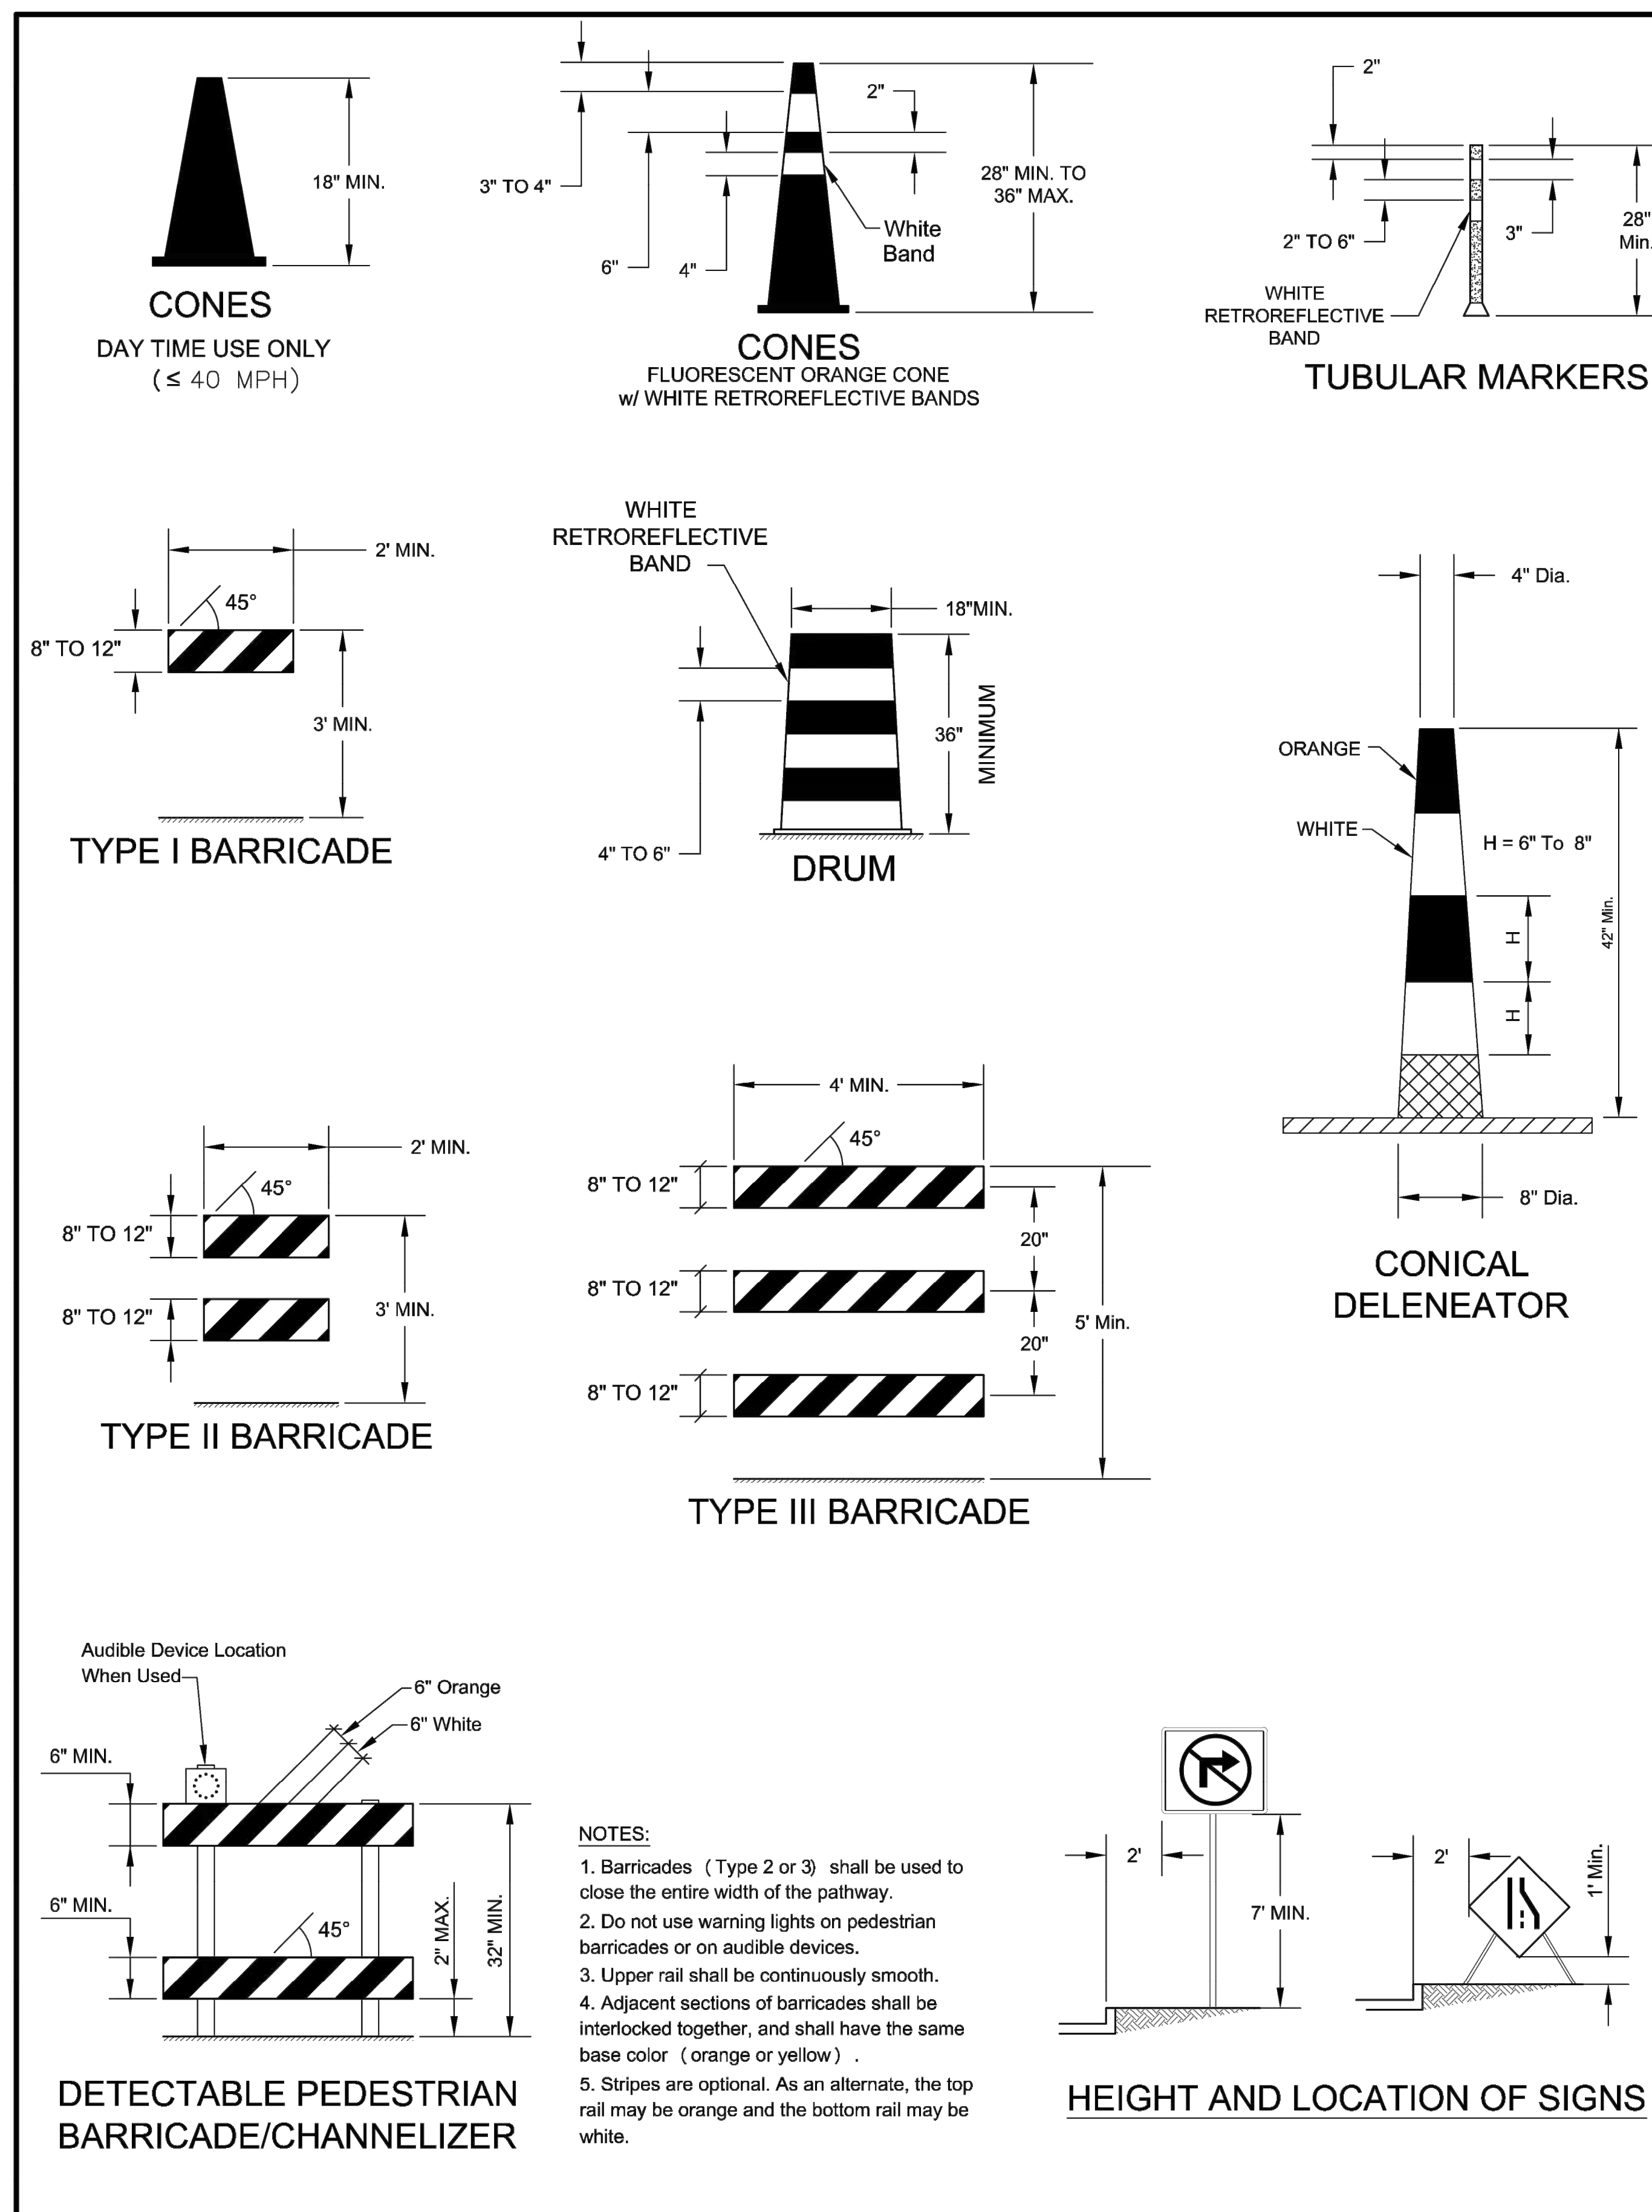 18" MIN.
CONES
DAY TIME USE ONLY
(≤ 40 MPH)
3" TO 4"
6"
4"
2"
White
Band
28" MIN. TO
36" MAX.
CONES
FLUORESCENT ORANGE CONE
w/ WHITE RETROREFLECTIVE BANDS
2"
2" TO 6"
3"
28"
Min.
WHITE
RETROREFLECTIVE
BAND
TUBULAR MARKERS
2' MIN.
45°
8" TO 12"
3' MIN.
TYPE I BARRICADE
WHITE
RETROREFLECTIVE
BAND
18"MIN.
36"
MINIMUM
4" TO 6"
DRUM
4" Dia.
ORANGE
WHITE
H = 6" To 8"
H
H
42" Min.
8" Dia.
CONICAL
DELENEATOR
2' MIN.
45°
8" TO 12"
8" TO 12"
3' MIN.
TYPE II BARRICADE
4' MIN.
45°
8" TO 12"
8" TO 12"
8" TO 12"
20"
20"
5' Min.
TYPE III BARRICADE
Audible Device Location
When Used
6" Orange
6" White
6" MIN.
6" MIN.
45°
2" MAX.
32" MIN.
DETECTABLE PEDESTRIAN
BARRICADE/CHANNELIZER
NOTES:
1. Barricades (Type 2 or 3) shall be used to
close the entire width of the pathway.
2. Do not use warning lights on pedestrian
barricades or on audible devices.
3. Upper rail shall be continuously smooth.
4. Adjacent sections of barricades shall be
interlocked together, and shall have the same
base color (orange or yellow) .
5. Stripes are optional. As an alternate, the top
rail may be orange and the bottom rail may be
white.
2'
7' MIN.
2'
1' Min.
HEIGHT AND LOCATION OF SIGNS